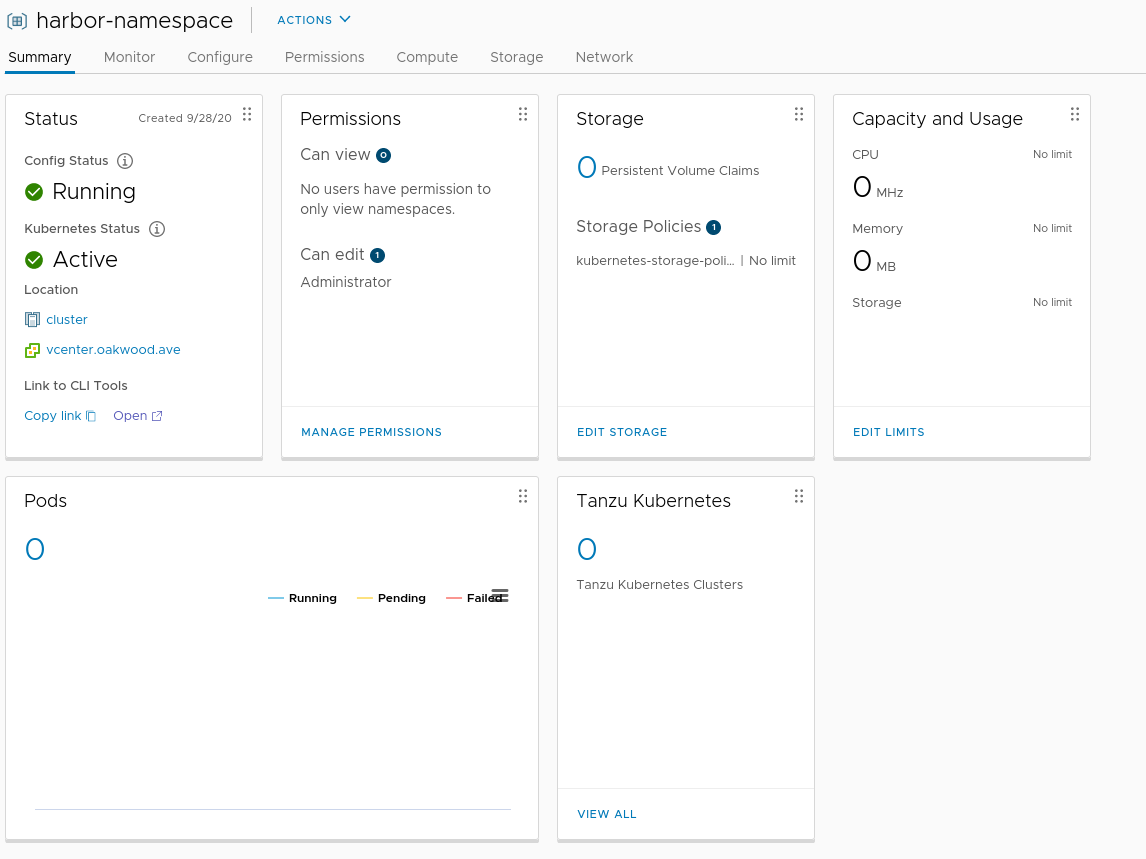 harbor-namespace
ACTIONS
Summary Monitor Configure Permissions Compute Storage Network
Status Created 9/28/20
Config Status
Running
Kubernetes Status
Active
Location
cluster
vcenter.oakwood.ave
Link to CLI Tools
Copy link Open
Permissions
Can view 0
No users have permission to
only view namespaces.
Can edit 1
Administrator
MANAGE PERMISSIONS
Storage
0 Persistent Volume Claims
Storage Policies 1
kubernetes-storage-poli... | No limit
EDIT STORAGE
Capacity and Usage
CPU No limit
0 MHz
Memory No limit
0 MB
Storage No limit
EDIT LIMITS
Pods
0
Running Pending Failed
Tanzu Kubernetes
0
Tanzu Kubernetes Clusters
VIEW ALL